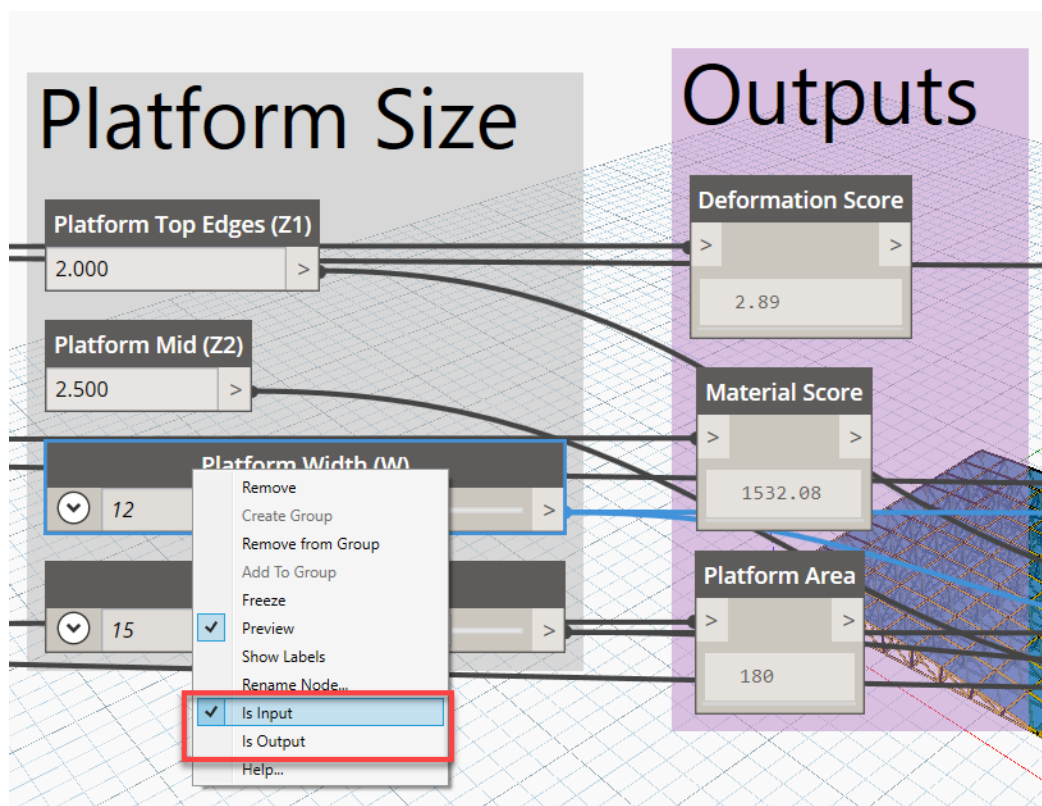 Platform Size
Platform Top Edges (Z1)
2.000
>
Platform Mid (Z2)
2.500
>
Platform Width (W)
12
>
15
>
Remove
Create Group
Remove from Group
Add To Group
Freeze
Preview
Show Labels
Rename Node...
Is Input
Is Output
Help...
Outputs
Deformation Score
> >
2.89
Material Score
> >
1532.08
Platform Area
> >
180